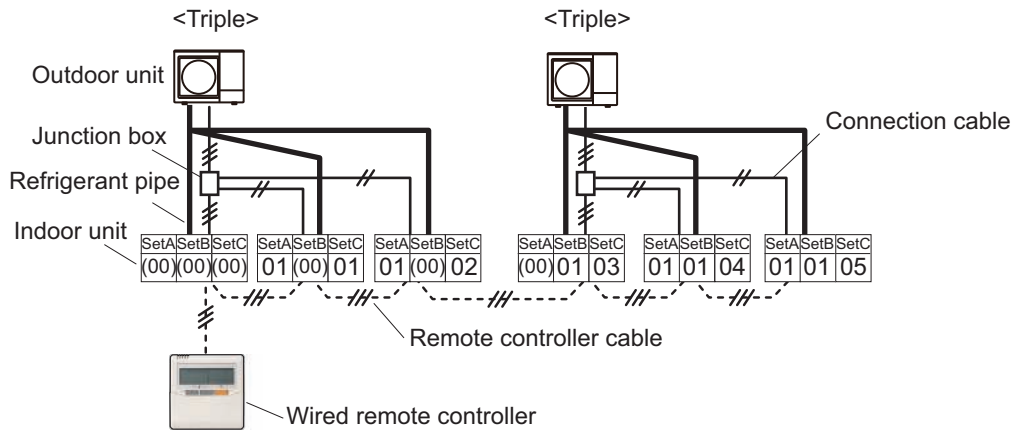 <Triple>
<Triple>
Outdoor unit
Junction box
Connection cable
Refrigerant pipe
Indoor unit
SetA SetB SetC SetA SetB SetC SetA SetB SetC SetA SetB SetC SetA SetB SetC SetA SetB SetC
(00) (00) (00) 01 (00) 01 01 (00) 02 (00) 01 03 01 01 04 01 01 05
Remote controller cable
Wired remote controller